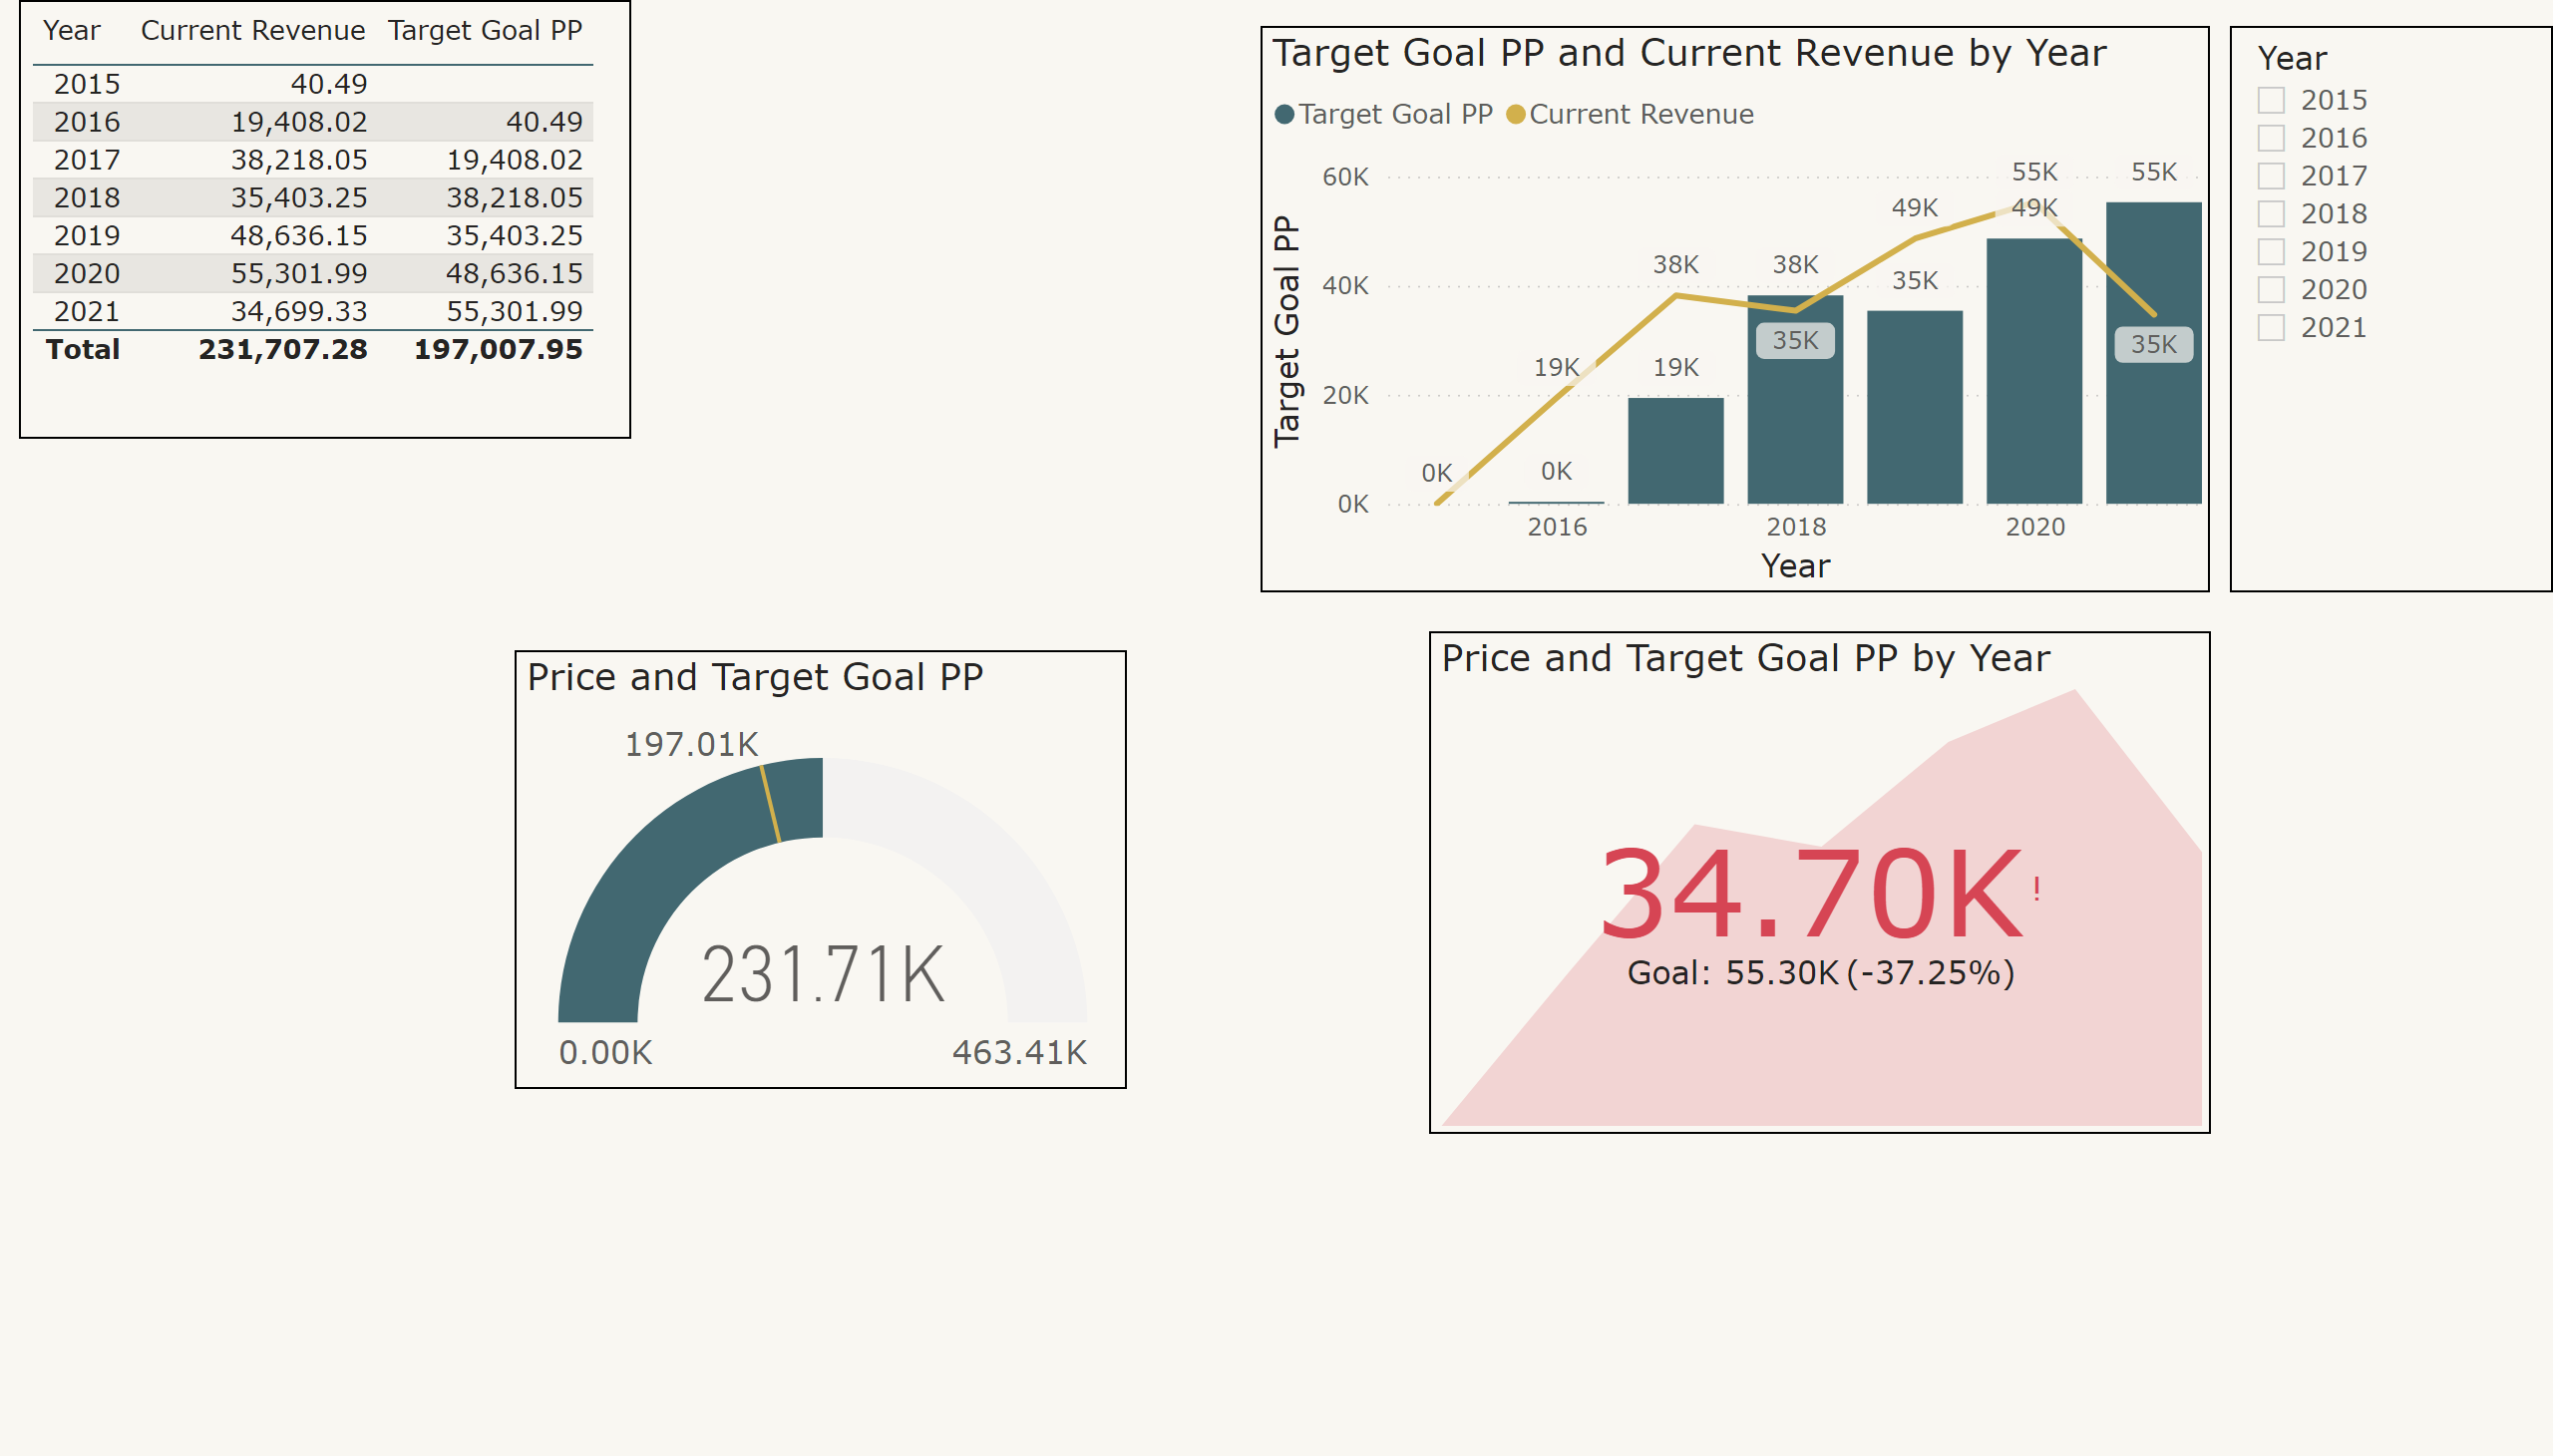 Year Current Revenue Target Goal PP
2015 40.49
2016 19,408.02 40.49
2017 38,218.05 19,408.02
2018 35,403.25 38,218.05
2019 48,636.15 35,403.25
2020 55,301.99 48,636.15
2021 34,699.33 55,301.99
Total 231,707.28 197,007.95
Target Goal PP and Current Revenue by Year
Target Goal PP Current Revenue
Target Goal PP
60K
40K
20K
0K
55K 55K
49K 49K
38K 38K
35K
35K 35K
19K 19K
0K 0K
2016 2018 2020
Year
Year
2015
2016
2017
2018
2019
2020
2021
Price and Target Goal PP
197.01K
231.71K
0.00K 463.41K
Price and Target Goal PP by Year
34.70K !
Goal: 55.30K (-37.25%)